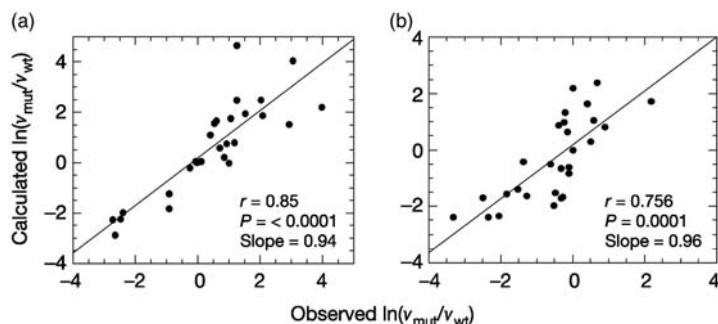 (a)
(b)
Calculated ln(vmut/vwt)
4
2
0
−2
−4
r = 0.85
P = < 0.0001
Slope = 0.94
−4 −2 0 2 4
4
2
0
−2
−4
r = 0.756
P = 0.0001
Slope = 0.96
−4 −2 0 2 4
Observed ln(vmut/vwt)